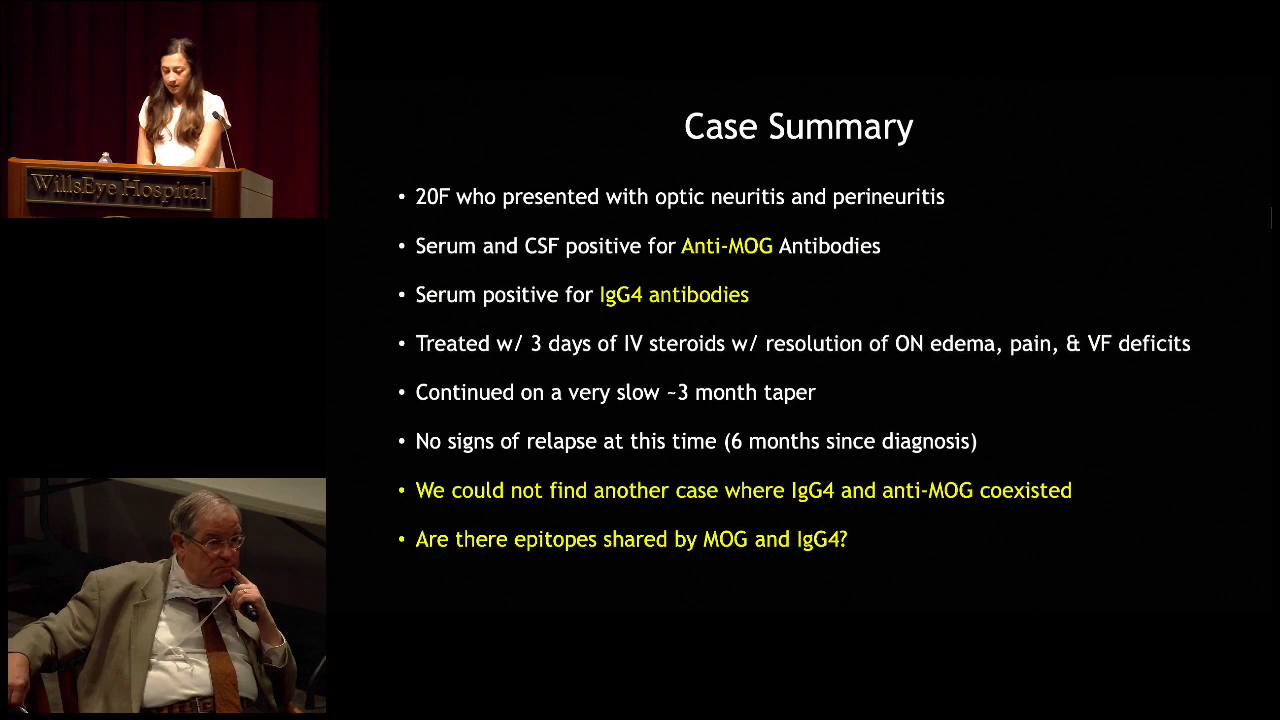 WillsEye Hospital
Case Summary
• 20F who presented with optic neuritis and perineuritis
• Serum and CSF positive for Anti-MOG Antibodies
• Serum positive for IgG4 antibodies
• Treated w/ 3 days of IV steroids w/ resolution of ON edema, pain, & VF deficits
• Continued on a very slow ~3 month taper
• No signs of relapse at this time (6 months since diagnosis)
• We could not find another case where IgG4 and anti-MOG coexisted
• Are there epitopes shared by MOG and IgG4?